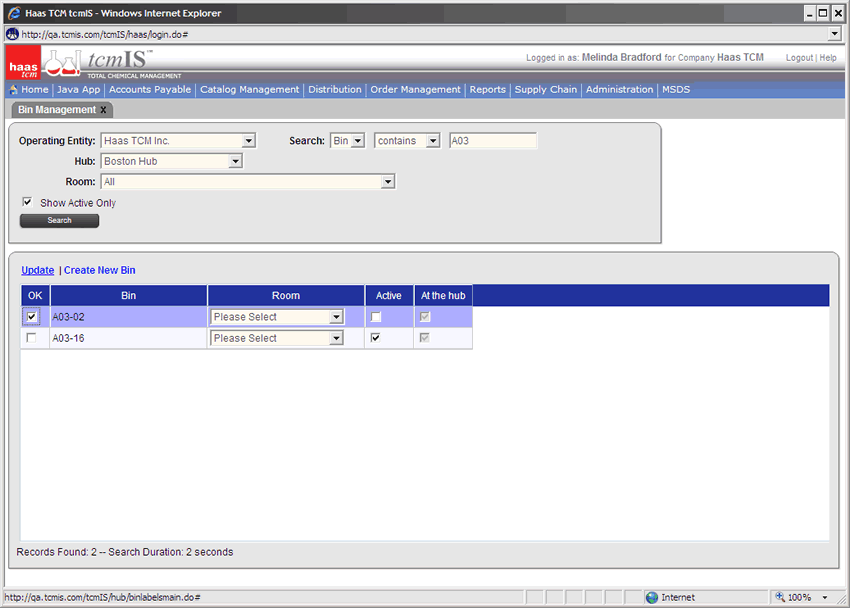 Haas TCM tcmIS - Windows Internet Explorer
http://qa.tcmis.com/tcmIS/haas/login.do#
haas tcm tcmIS™ TOTAL CHEMICAL MANAGEMENT
Logged in as: Melinda Bradford for Company Haas TCM Logout | Help
Home | Java App | Accounts Payable | Catalog Management | Distribution | Order Management | Reports | Supply Chain | Administration | MSDS
Bin Management X
Operating Entity: Haas TCM Inc. Search: Bin contains A03
Hub: Boston Hub
Room: All
Show Active Only
Search
Update | Create New Bin
OK Bin Room Active At the hub
A03-02 Please Select
A03-16 Please Select
Records Found: 2 -- Search Duration: 2 seconds
http://qa.tcmis.com/tcmIS/hub/binlabelsmain.do# Internet 100%